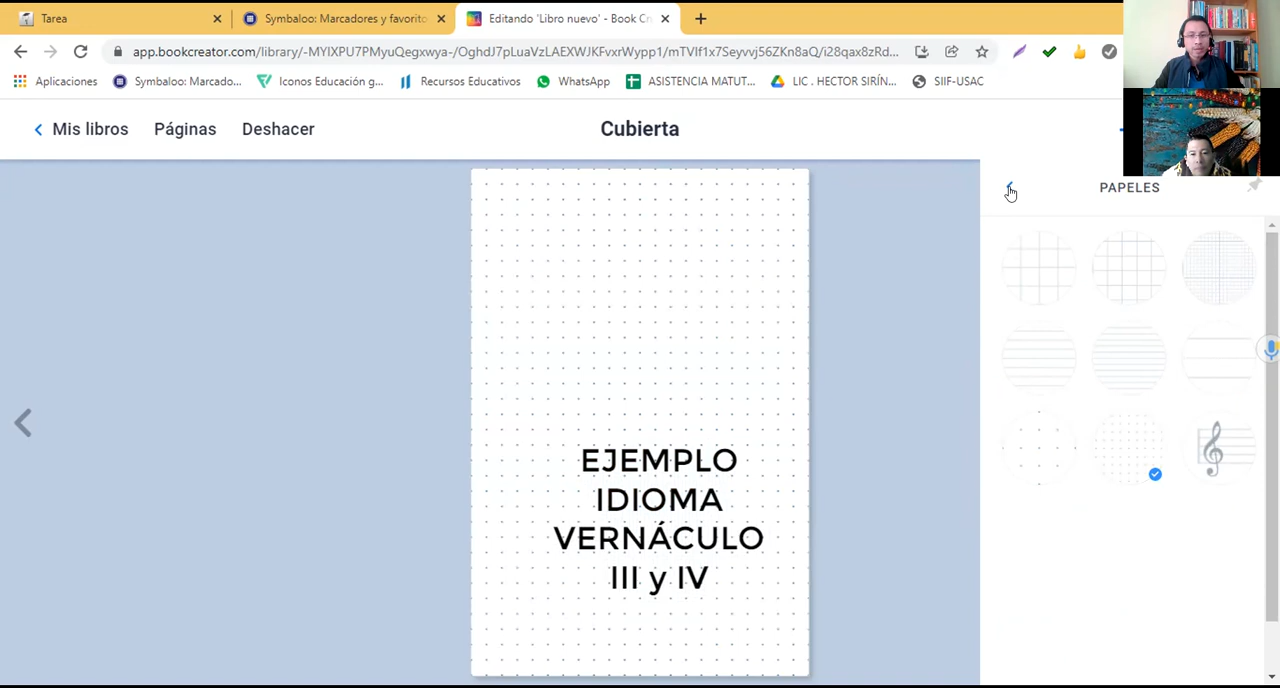 Tarea
Symbaloo: Marcadores y favorito
Editando 'Libro nuevo' - Book Cr
app.bookcreator.com/library/-MYIXPU7PMyuQegxwya-/OghdJ7pLuaVzLAEXWJKFvxrWypp1/mTVIf1x7Seyvvj56ZKn8aQ/i28qax8zRd...
Aplicaciones
Symbaloo: Marcado...
Iconos Educación g...
Recursos Educativos
WhatsApp
ASISTENCIA MATUT...
LIC . HECTOR SIRÍN...
SIIF-USAC
Mis libros
Páginas
Deshacer
Cubierta
PAPELES
EJEMPLO
IDIOMA
VERNÁCULO
III y IV